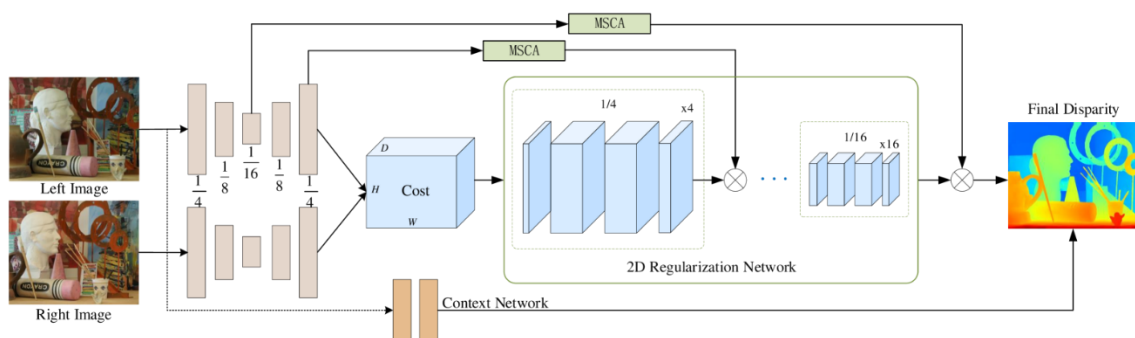 MSCA
MSCA
Left Image
Right Image
1/4
1/8
1/16
1/8
1/4
D
H
Cost
W
1/4
x4
1/16
x16
...
2D Regularization Network
Context Network
Final Disparity
CRAYON